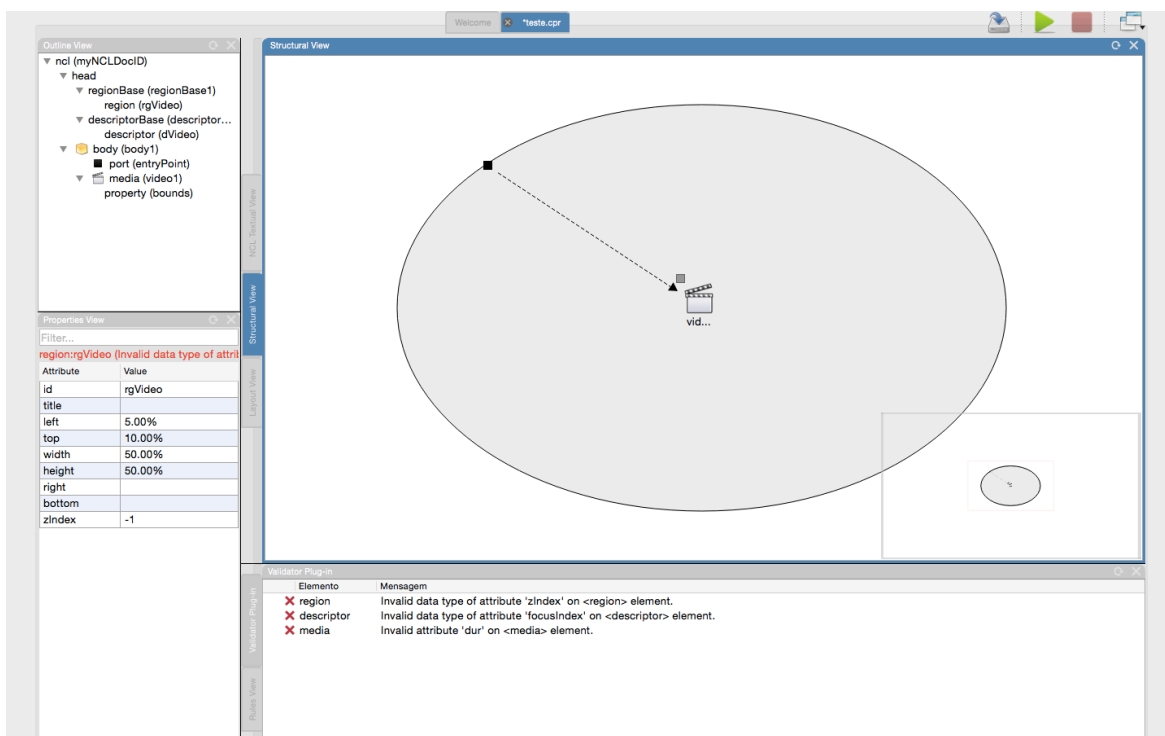 Welcome
*teste.cpr
Outline View
ncl (myNCLDocID)
head
regionBase (regionBase1)
region (rgVideo)
descriptorBase (descriptor...
descriptor (dVideo)
body (body1)
port (entryPoint)
media (video1)
property (bounds)
Properties View
Filter...
region:rgVideo (Invalid data type of attrib
Attribute Value
id rgVideo
title
left 5.00%
top 10.00%
width 50.00%
height 50.00%
right
bottom
zIndex -1
NCL Textual View
Structural View
Layout View
Structural View
vid...
Validator Plug-in
Rules View
Validator Plug-in
Elemento Mensagem
region Invalid data type of attribute 'zIndex' on <region> element.
descriptor Invalid data type of attribute 'focusIndex' on <descriptor> element.
media Invalid attribute 'dur' on <media> element.